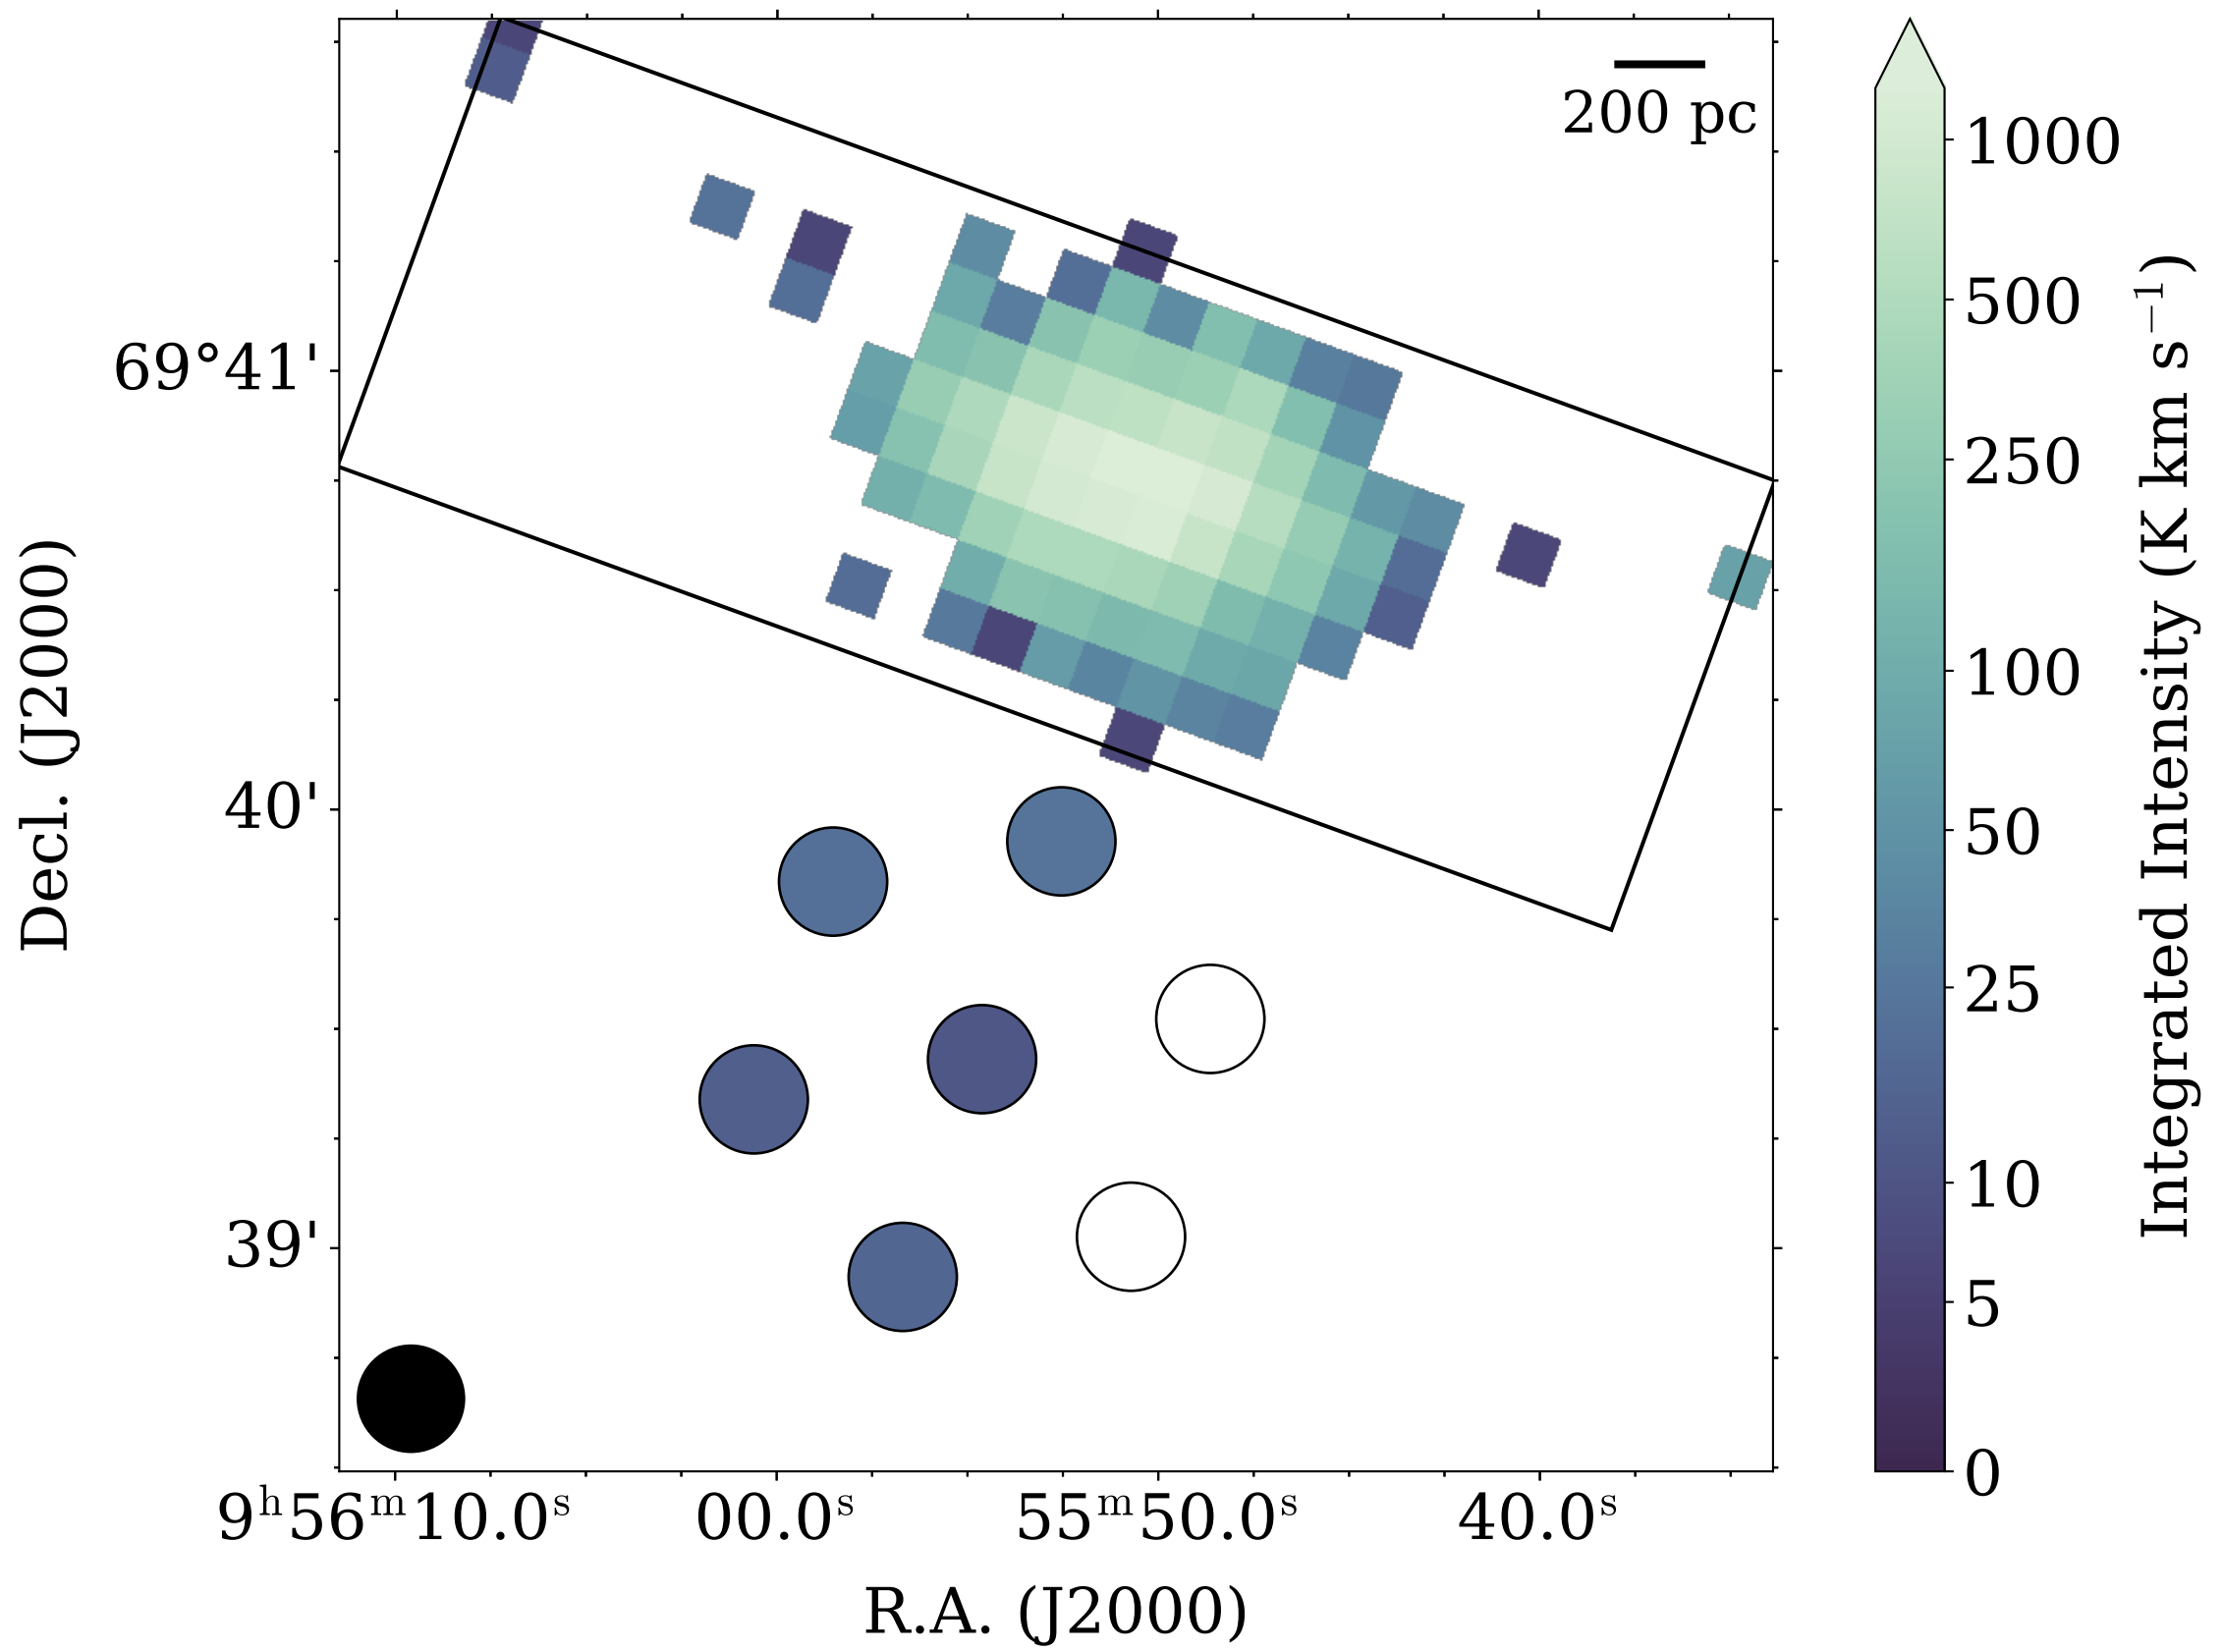 200 pc
69°41'
40'
39'
Decl. (J2000)
9ʰ56ᵐ10.0ˢ
00.0ˢ
55ᵐ50.0ˢ
40.0ˢ
R.A. (J2000)
1000
500
250
100
50
25
10
5
0
Integrated Intensity (K km s⁻¹)